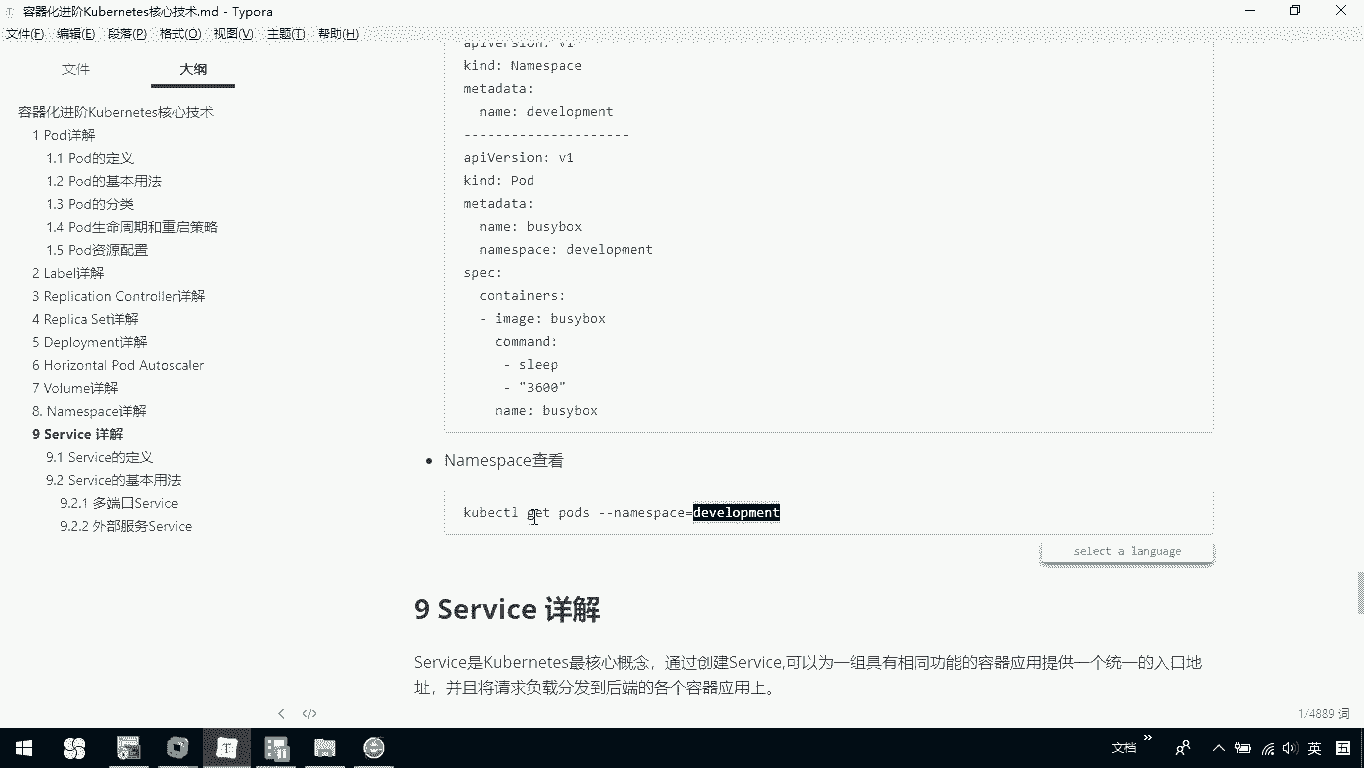 容器化进阶Kubernetes核心技术.md - Typora
文件(F) 编辑(E) 段落(P) 格式(O) 视图(V) 主题(T) 帮助(H)
文件 大纲
容器化进阶Kubernetes核心技术
1 Pod详解
1.1 Pod的定义
1.2 Pod的基本用法
1.3 Pod的分类
1.4 Pod生命周期和重启策略
1.5 Pod资源配置
2 Label详解
3 Replication Controller详解
4 Replica Set详解
5 Deployment详解
6 Horizontal Pod Autoscaler
7 Volume详解
8. Namespace详解
9 Service 详解
9.1 Service的定义
9.2 Service的基本用法
9.2.1 多端口Service
9.2.2 外部服务Service
apiVersion: v1
kind: Namespace
metadata:
name: development
---------------------
apiVersion: v1
kind: Pod
metadata:
name: busybox
namespace: development
spec:
containers:
- image: busybox
command:
- sleep
- "3600"
name: busybox
Namespace查看
kubectl get pods --namespace=development
select a language
9 Service 详解
Service是Kubernetes最核心概念，通过创建Service,可以为一组具有相同功能的容器应用提供一个统一的入口地
址，并且将请求负载分发到后端的各个容器应用上。
1/4889 词
文档 英